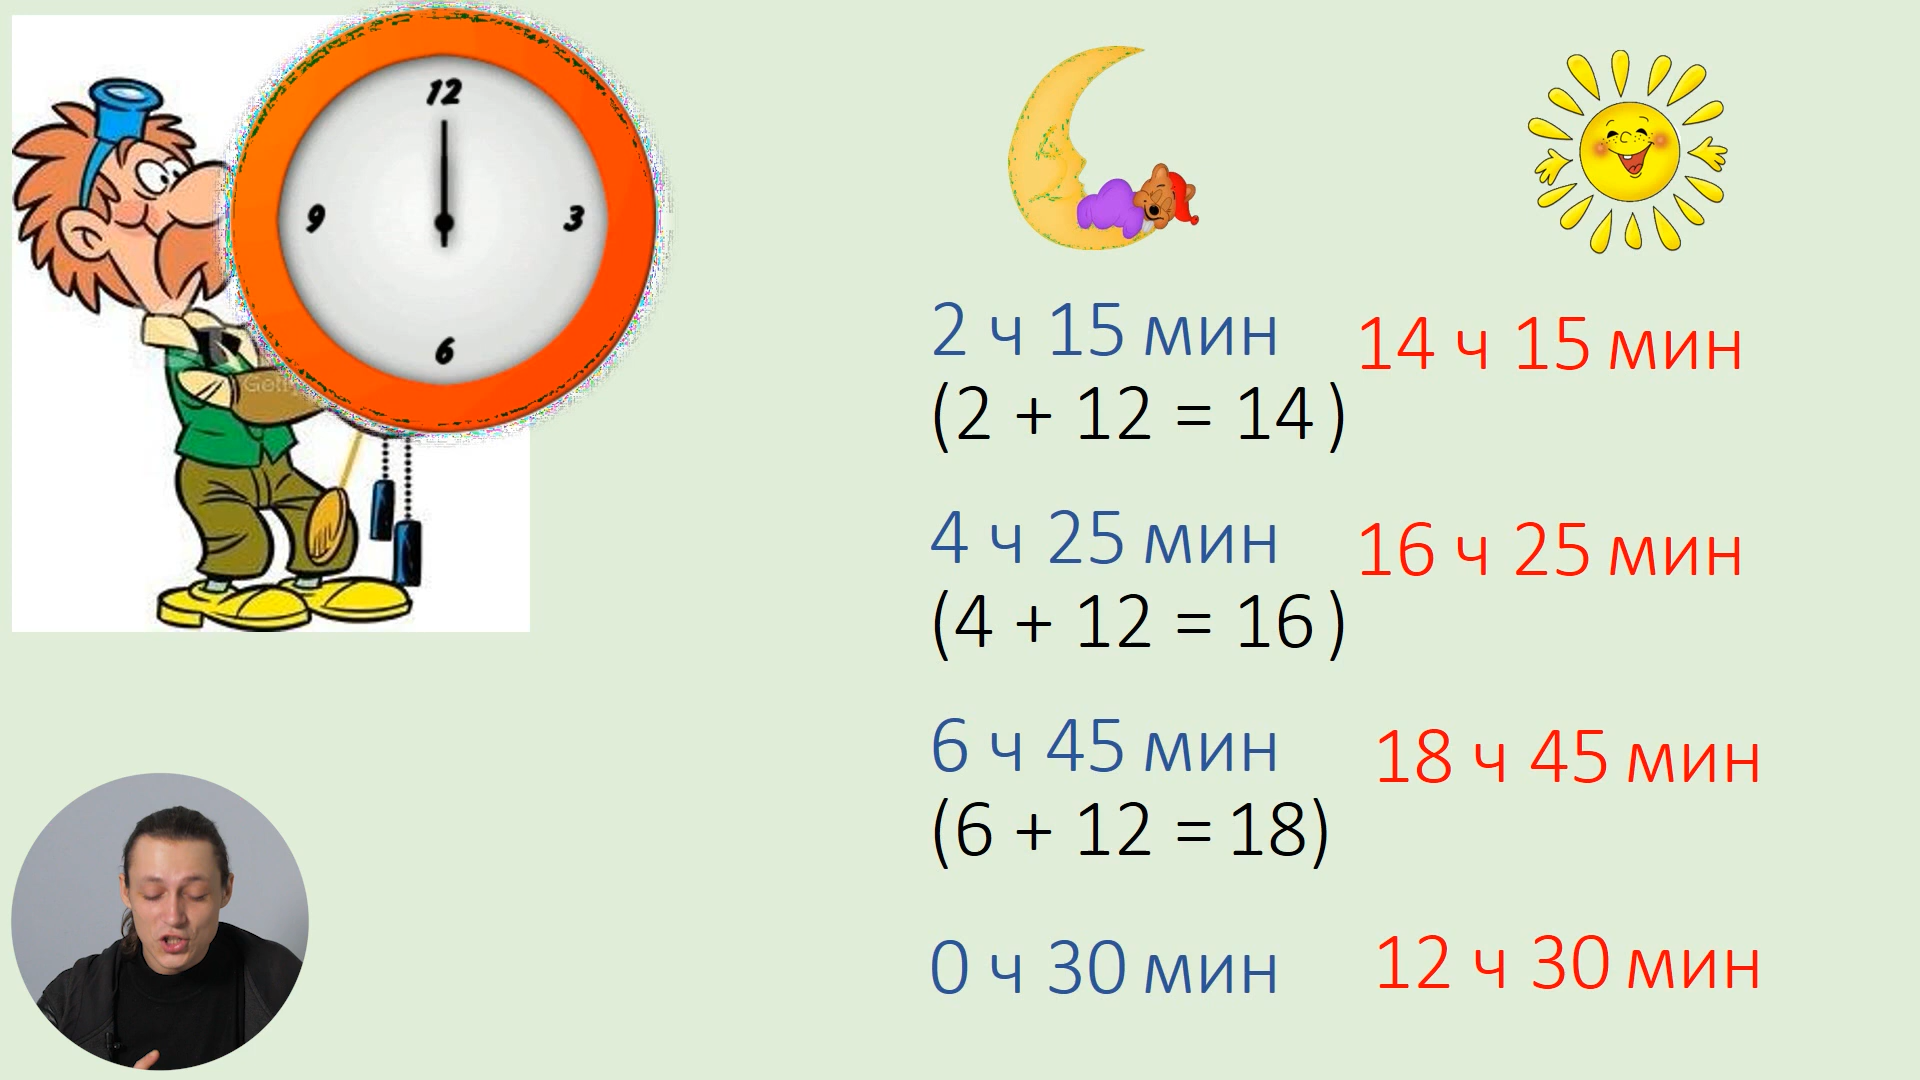 12
9 3
6
2 ч 15 мин 14 ч 15 мин
(2 + 12 = 14 )
4 ч 25 мин 16 ч 25 мин
(4 + 12 = 16 )
6 ч 45 мин 18 ч 45 мин
(6 + 12 = 18)
0 ч 30 мин 12 ч 30 мин